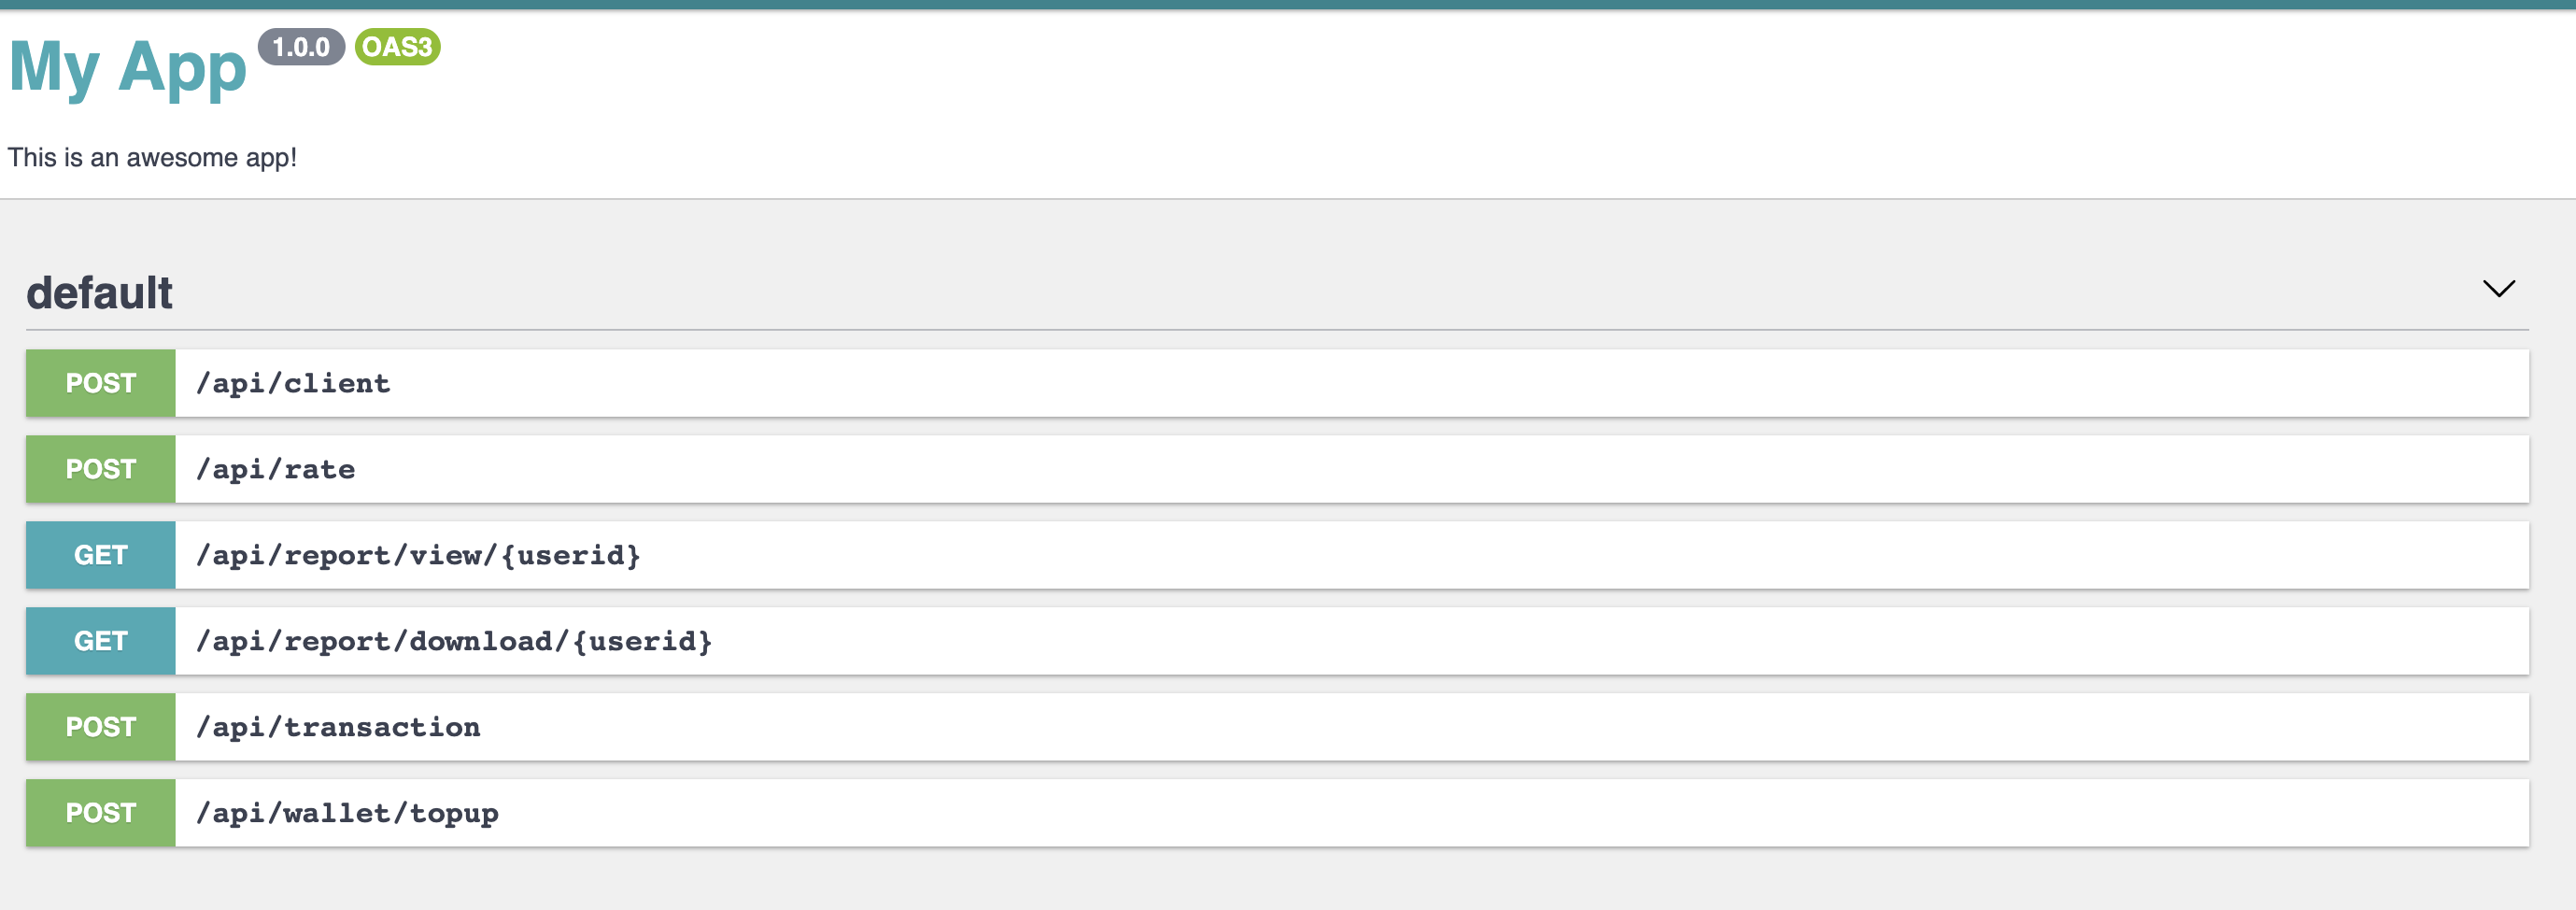 My App 1.0.0 OAS3
This is an awesome app!
default
POST /api/client
POST /api/rate
GET /api/report/view/{userid}
GET /api/report/download/{userid}
POST /api/transaction
POST /api/wallet/topup